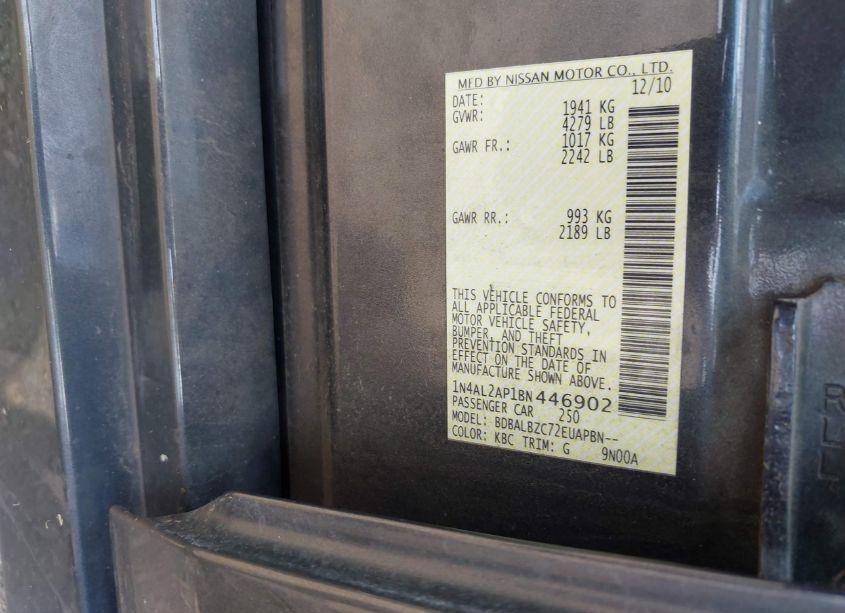 MFD BY NISSAN MOTOR CO., LTD.
DATE: 12/10
GVWR: 1941 KG
4279 LB
GAWR FR.: 1017 KG
2242 LB
GAWR RR.: 993 KG
2189 LB
THIS VEHICLE CONFORMS TO
ALL APPLICABLE FEDERAL
MOTOR VEHICLE SAFETY,
BUMPER, AND THEFT
PREVENTION STANDARDS IN
EFFECT ON THE DATE OF
MANUFACTURE SHOWN ABOVE.
1N4AL2AP1BN446902
PASSENGER CAR 250
MODEL: BDBALBZC72EUAPBN--
COLOR: KBC TRIM: G 9N00A